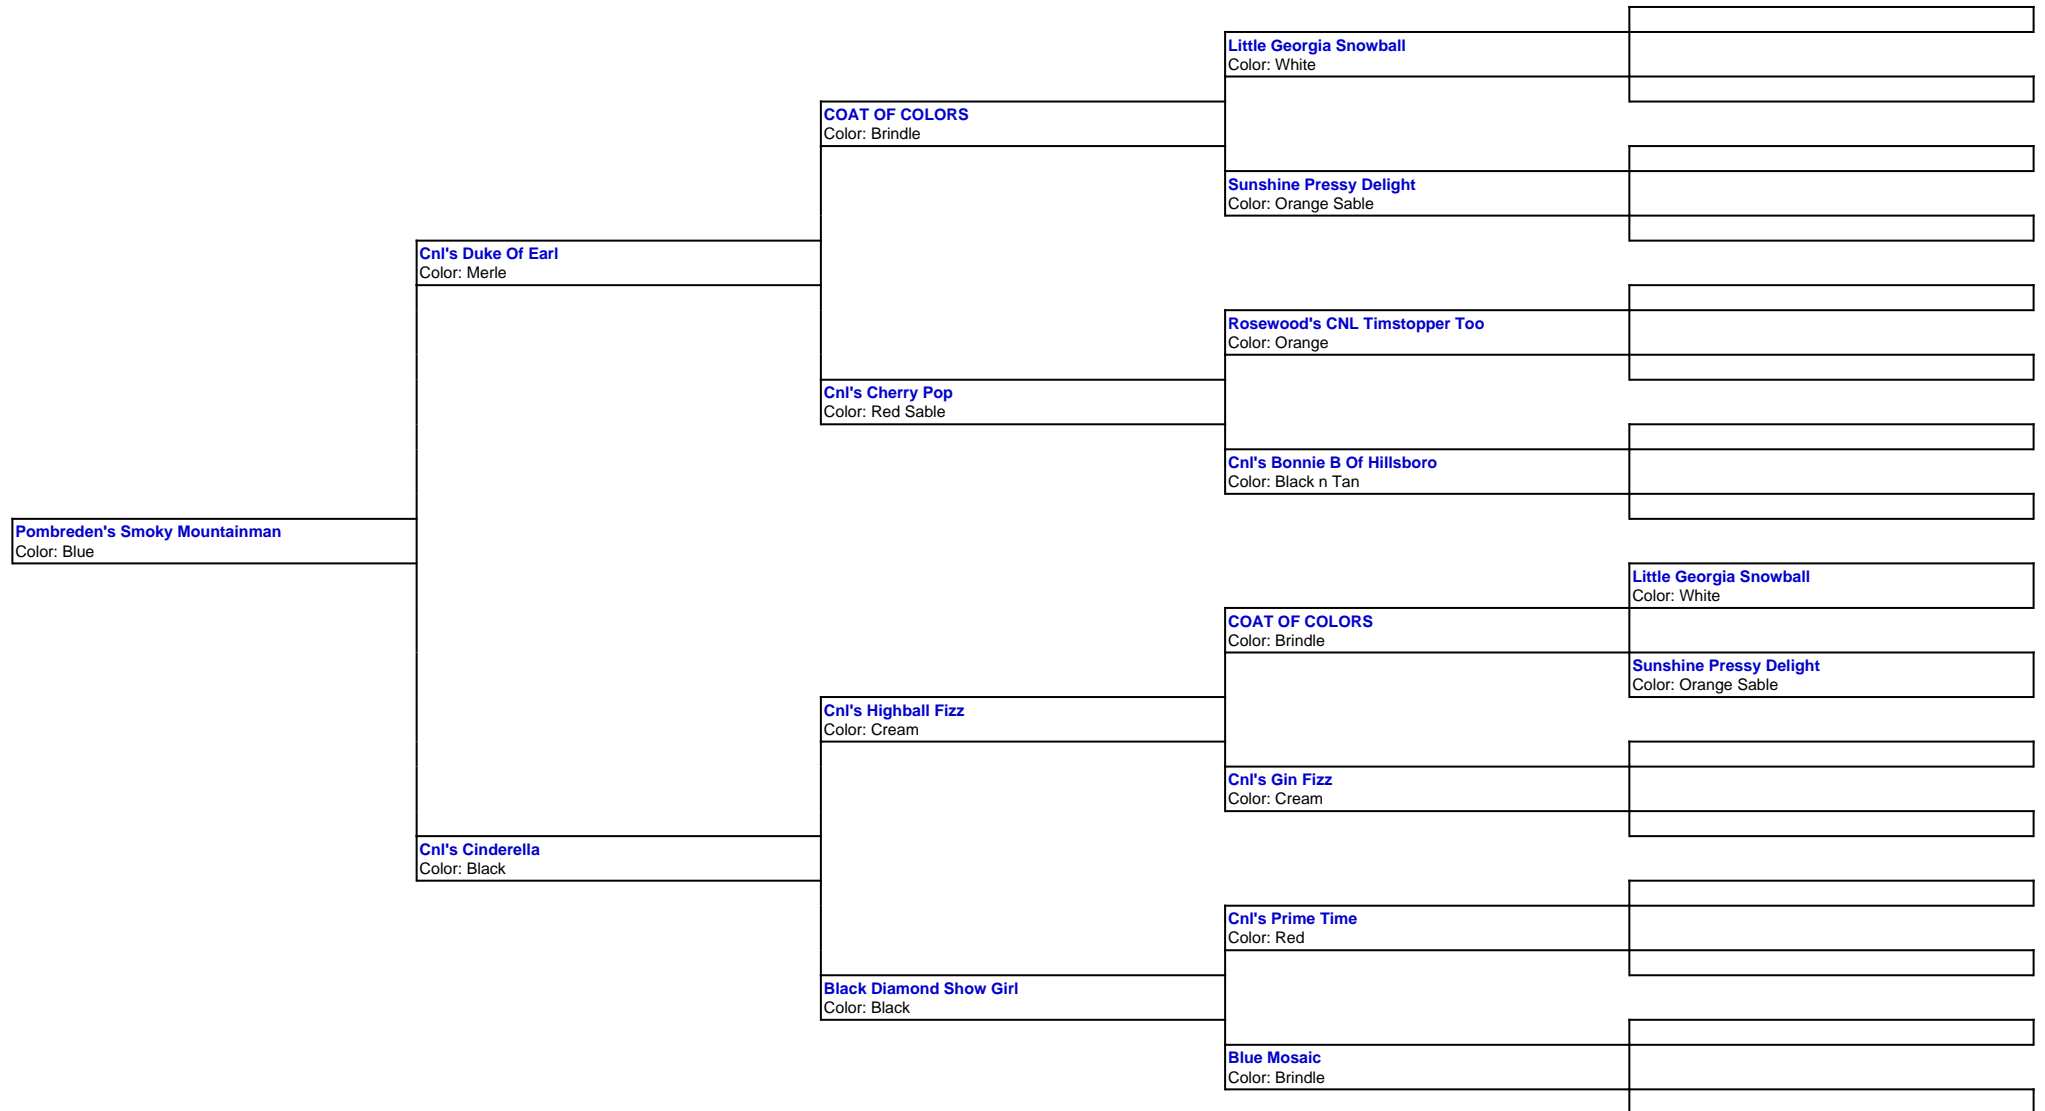 Little Georgia Snowball
Color: White
COAT OF COLORS
Color: Brindle
Sunshine Pressy Delight
Color: Orange Sable
Cnl's Duke Of Earl
Color: Merle
Rosewood's CNL Timstopper Too
Color: Orange
Cnl's Cherry Pop
Color: Red Sable
Cnl's Bonnie B Of Hillsboro
Color: Black n Tan
Pombreden's Smoky Mountainman
Color: Blue
Little Georgia Snowball
Color: White
COAT OF COLORS
Color: Brindle
Sunshine Pressy Delight
Color: Orange Sable
Cnl's Highball Fizz
Color: Cream
Cnl's Gin Fizz
Color: Cream
Cnl's Cinderella
Color: Black
Cnl's Prime Time
Color: Red
Black Diamond Show Girl
Color: Black
Blue Mosaic
Color: Brindle